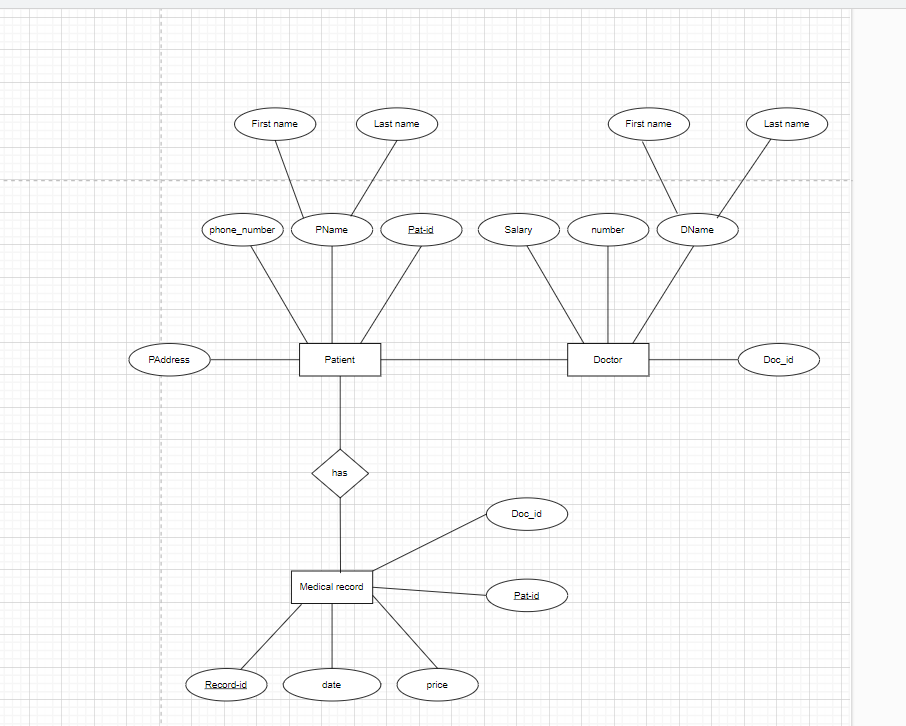 First name
Last name
First name
Last name
phone_number
PName
Pat-id
Salary
number
DName
PAddress
Patient
Doctor
Doc_id
has
Doc_id
Medical record
Pat-id
Record-id
date
price